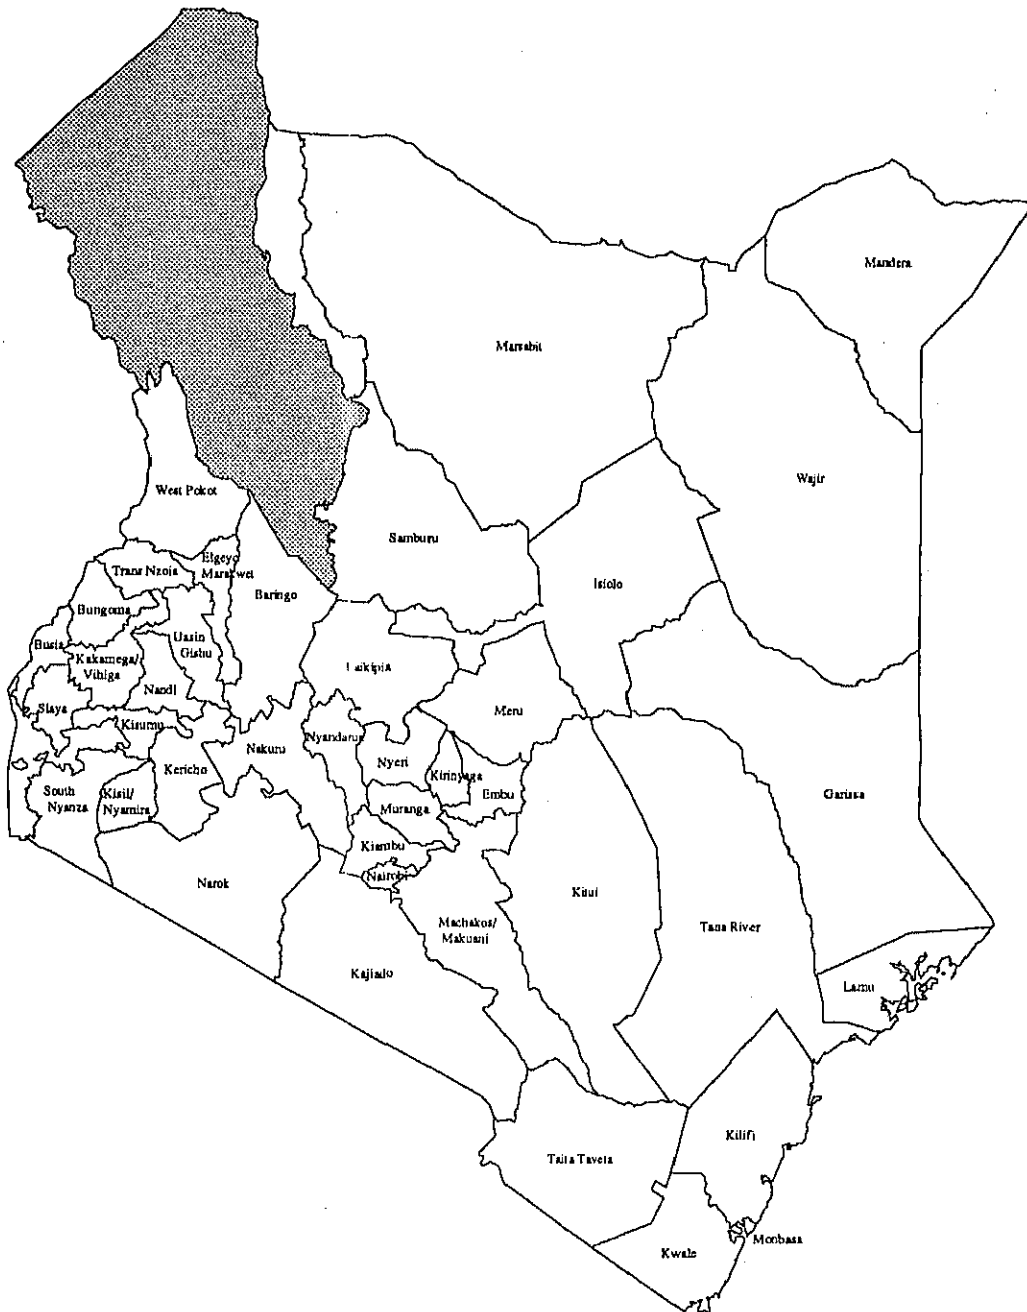 Mandera
Marsabit
Wajir
West Pokot
Samburu
Elgeyo
Marakwet
Trans Nzoia
Isiolo
Baringo
Bungoma
Busia
Uasin
Gishu
Kakamega/
Vihiga
Laikipia
Nandi
Siaya
Meru
Kisumu
Nyandarua
Nakuru
Nyeri
Kericho
Kirinyaga
South
Nyanza
Kisii/
Nyamira
Embu
Garissa
Muranga
Kiambu
Nairobi
Narok
Kitui
Machakos/
Makuani
Tana River
Kajiado
Lamu
Kilifi
Taita Taveta
Monbasa
Kwale